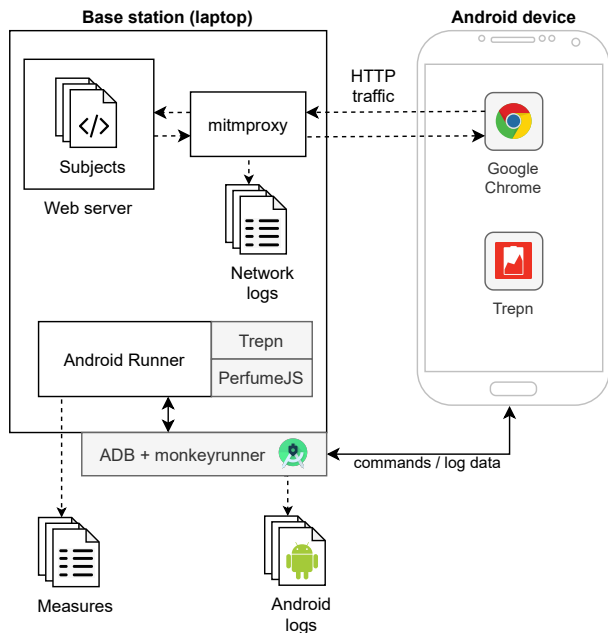 Base station (laptop)
Android device
HTTP
traffic
mitmproxy
</>
Subjects
Web server
Google
Chrome
Network
logs
Trepn
Android Runner
Trepn
PerfumeJS
ADB + monkeyrunner
commands / log data
Measures
Android
logs